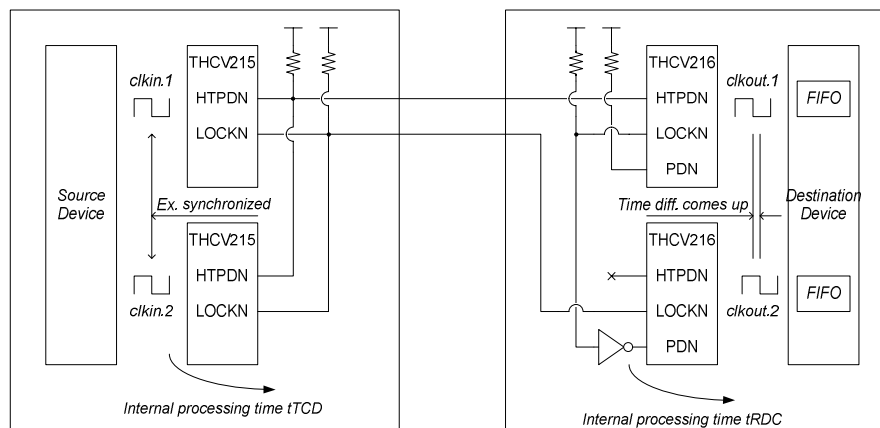 THCV215
clkin.1
HTPDN
LOCKN
Source
Device
Ex. synchronized
THCV215
HTPDN
LOCKN
clkin.2
Internal processing time tTCD
THCV216
clkout.1
HTPDN
FIFO
LOCKN
PDN
Time diff. comes up
Destination
Device
THCV216
HTPDN
LOCKN
clkout.2
FIFO
PDN
Internal processing time tRDC